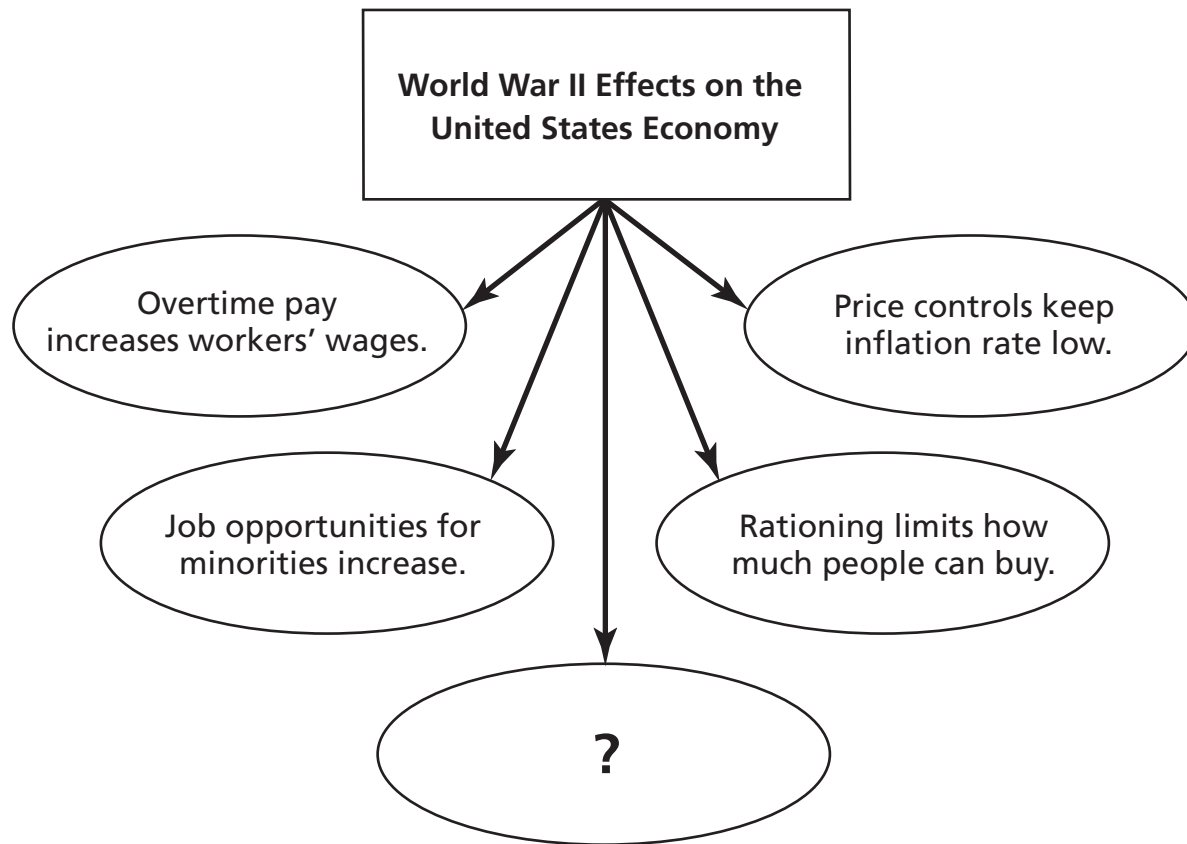 World War II Effects on the
United States Economy
Overtime pay
increases workers’ wages.
Price controls keep
inflation rate low.
Job opportunities for
minorities increase.
Rationing limits how
much people can buy.
?